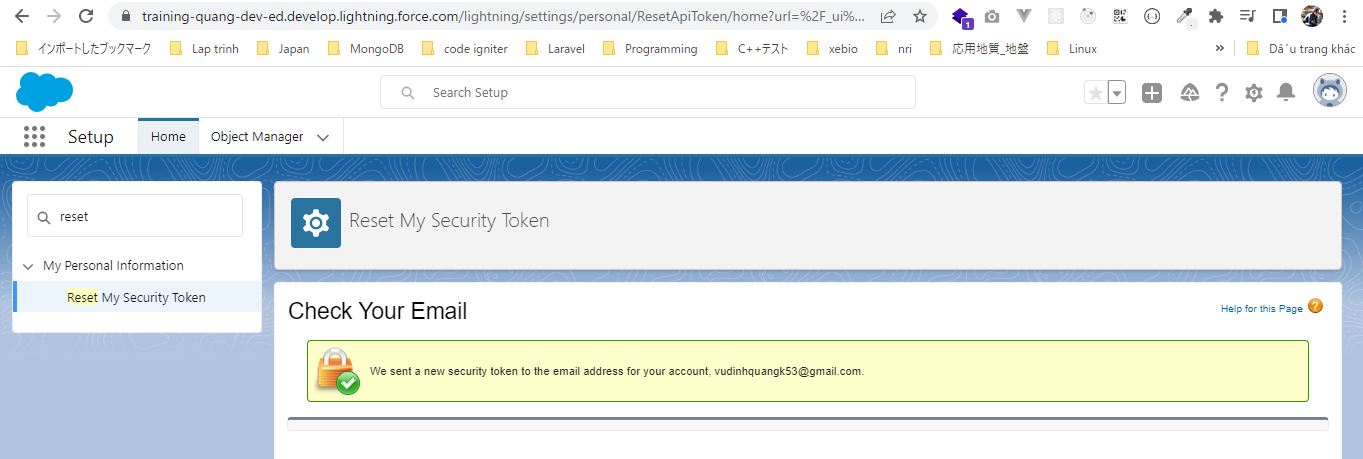 training-quang-dev-ed.develop.lightning.force.com/lightning/settings/personal/ResetApiToken/home?url=%2F_ui%...
1
インポートしたブックマーク Lap trinh Japan MongoDB code igniter Laravel Programming C++テスト xebio nri 応用地質_地盤 Linux » Dấu trang khác
Search Setup
Setup Home Object Manager
reset
Reset My Security Token
My Personal Information
Reset My Security Token
Check Your Email
Help for this Page ?
We sent a new security token to the email address for your account, vudinhquangk53@gmail.com.